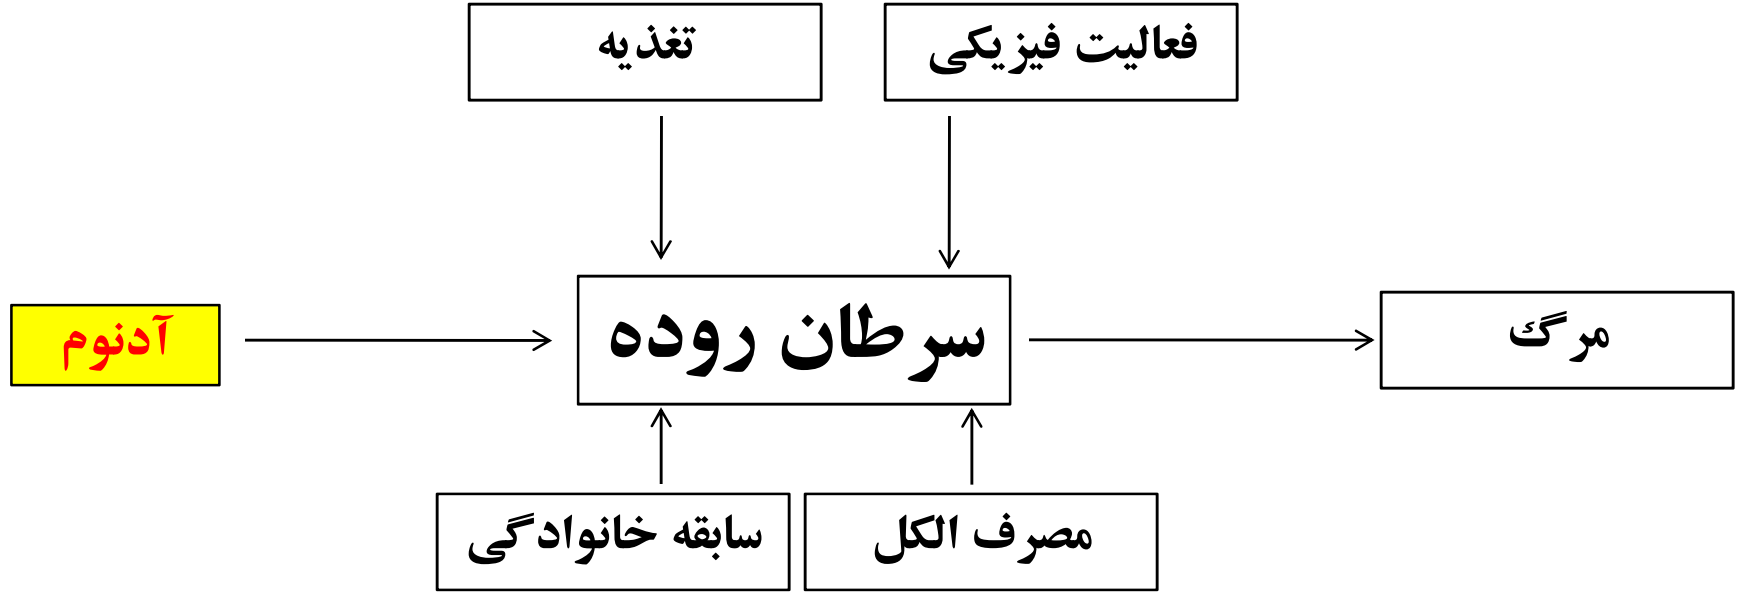 فعالیت فیزیکی
تغذیه
مرگ
سرطان روده
آدنوم
مصرف الکل
سابقه خانوادگی